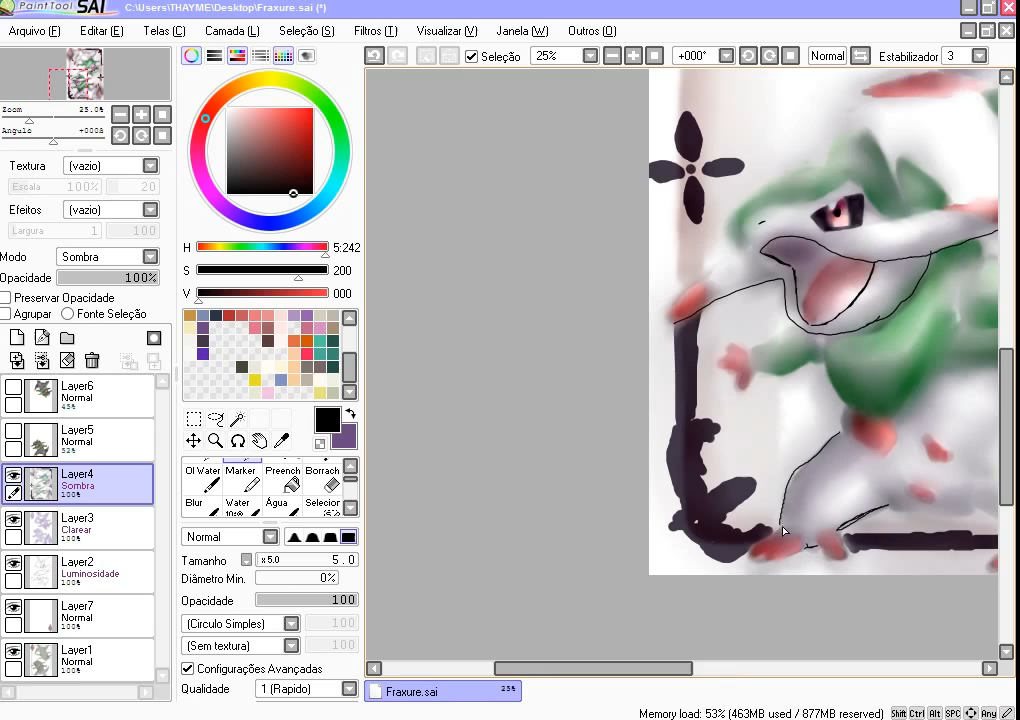 PaintTool SAI C:\Users\THAYME\Desktop\Fraxure.sai (*)
Arquivo (F) Editar (E) Telas (C) Camada (L) Seleção (S) Filtros (T) Visualizar (V) Janela (W) Outros (O)
Seleção 25% +000° Normal Estabilizador 3
Zoom 25.0%
Angulo +000°
Textura (vazio)
Escala 100% 20
Efeitos (vazio)
Largura 1 100
Modo Sombra
Opacidade 100%
Preservar Opacidade
Agrupar Fonte Seleção
Layer6
Normal
45%
Layer5
Normal
52%
Layer4
Sombra
100%
Layer3
Clarear
100%
Layer2
Luminosidade
100%
Layer7
Normal
100%
Layer1
Normal
100%
H 5:242
S 200
V 000
Ol Water Marker Preench Borrach
Blur Water Água Selecior
Normal
Tamanho x 5.0 5.0
Diâmetro Min. 0%
Opacidade 100
(Circulo Simples) 100
(Sem textura) 100
Configurações Avançadas
Qualidade 1 (Rapido)
Fraxure.sai 25%
Memory load: 53% (463MB used / 877MB reserved) Shift Ctrl Alt SPC Any